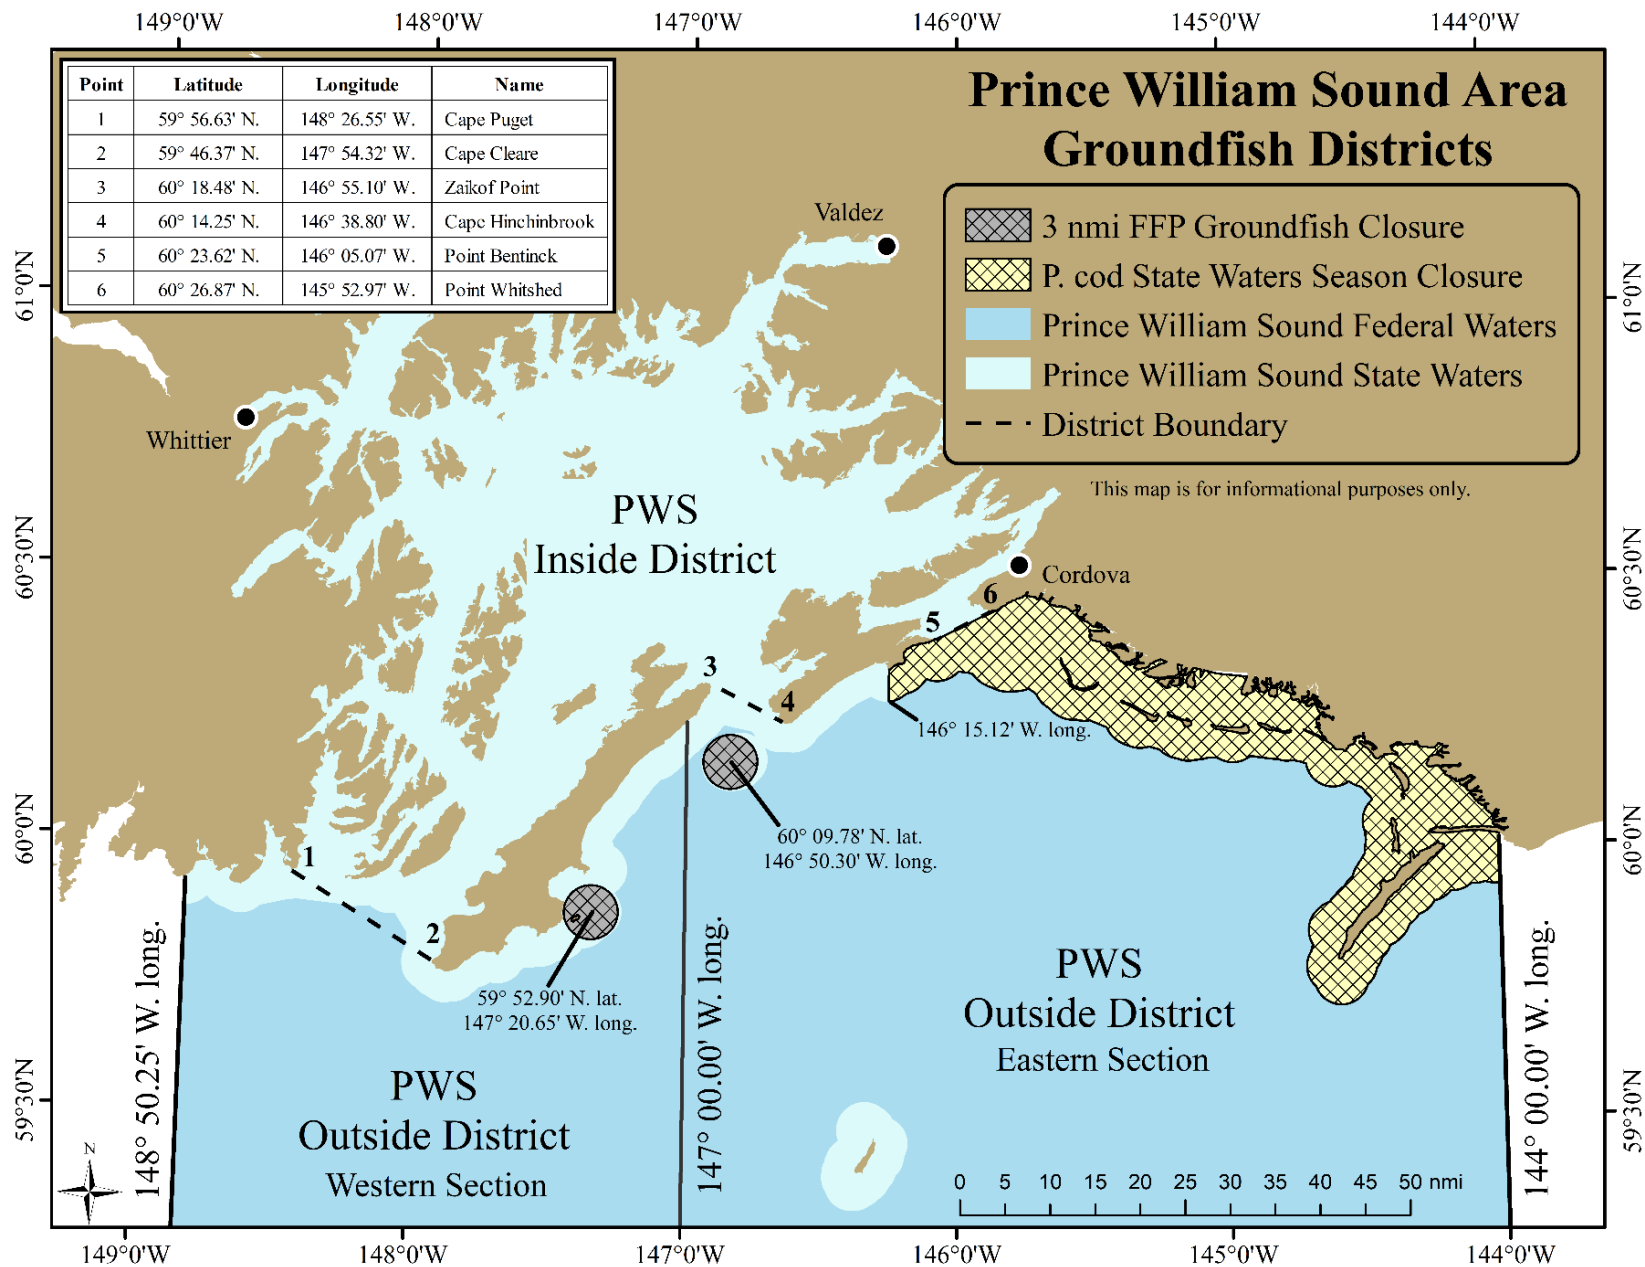 149°0'W 148°0'W 147°0'W 146°0'W 145°0'W 144°0'W
Prince William Sound Area
Groundfish Districts
Point Latitude Longitude Name
1 59° 56.63' N. 148° 26.55' W. Cape Puget
2 59° 46.37' N. 147° 54.32' W. Cape Cleare
3 60° 18.48' N. 146° 55.10' W. Zaikof Point
4 60° 14.25' N. 146° 38.80' W. Cape Hinchinbrook
5 60° 23.62' N. 146° 05.07' W. Point Bentinck
6 60° 26.87' N. 145° 52.97' W. Point Whitshed
3 nmi FFP Groundfish Closure
P. cod State Waters Season Closure
Prince William Sound Federal Waters
Prince William Sound State Waters
District Boundary
This map is for informational purposes only.
Valdez
Whittier
61°0'N
61°0'N
PWS
Inside District
60°30'N
60°30'N
Cordova
6
5
3
4
146° 15.12' W. long.
60° 09.78' N. lat.
146° 50.30' W. long.
60°0'N
60°0'N
1
2
59° 52.90' N. lat.
147° 20.65' W. long.
148° 50.25' W. long.
147° 00.00' W. long.
144° 00.00' W. long.
PWS
Outside District
Eastern Section
PWS
Outside District
Western Section
59°30'N
59°30'N
N
0 5 10 15 20 25 30 35 40 45 50 nmi
149°0'W 148°0'W 147°0'W 146°0'W 145°0'W 144°0'W